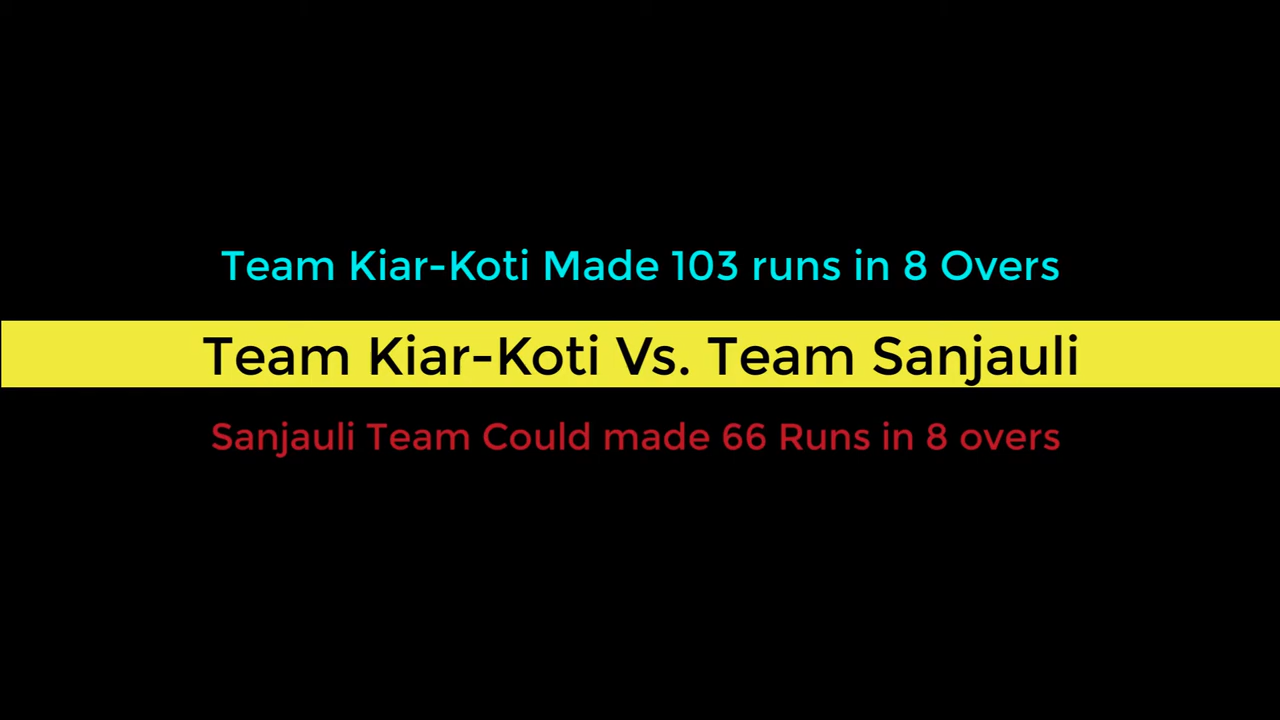 Team Kiar-Koti Made 103 runs in 8 Overs
Team Kiar-Koti Vs. Team Sanjauli
Sanjauli Team Could made 66 Runs in 8 overs